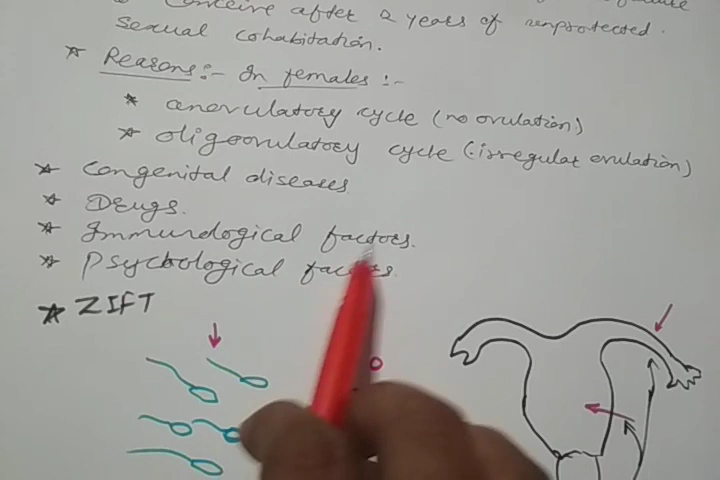 conceive after 2 years of unprotected.
sexual cohabitation.
* Reasons:- In females :-
* anovulatory cycle (no ovulation)
* oligoovulatory cycle (irregular ovulation)
* Congenital diseases.
* Drugs.
* Immunological factors.
* Psychological factors.
* ZIFT